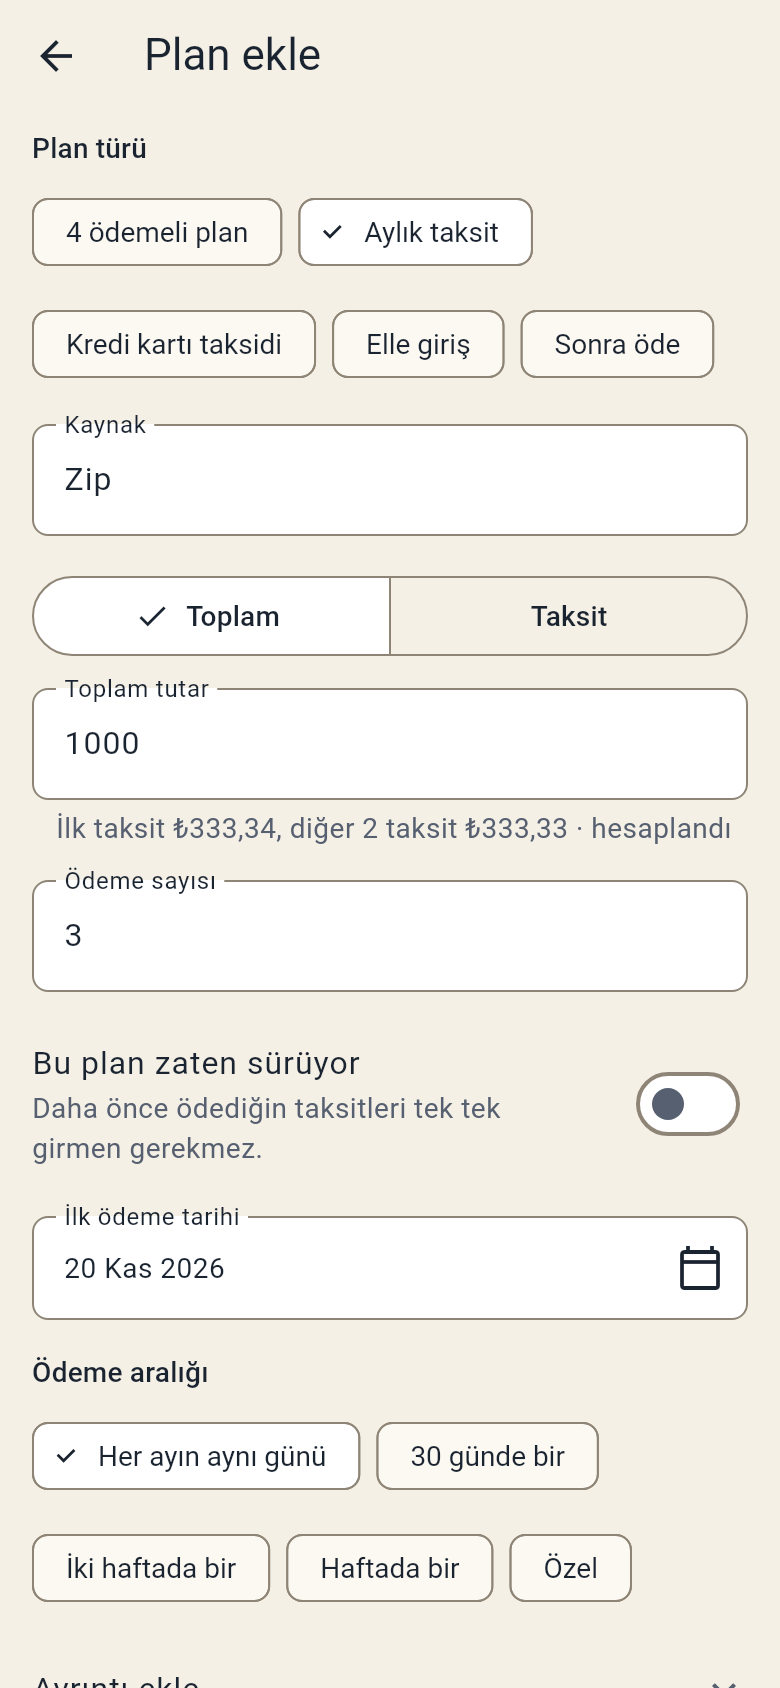 Plan ekle
Plan türü
4 ödemeli plan
Aylık taksit
Kredi kartı taksidi
Elle giriş
Sonra öde
Kaynak
Zip
Toplam
Taksit
Toplam tutar
1000
İlk taksit ₺333,34, diğer 2 taksit ₺333,33 · hesaplandı
Ödeme sayısı
3
Bu plan zaten sürüyor
Daha önce ödediğin taksitleri tek tek
girmen gerekmez.
İlk ödeme tarihi
20 Kas 2026
Ödeme aralığı
Her ayın aynı günü
30 günde bir
İki haftada bir
Haftada bir
Özel
Ayrıntı ekle